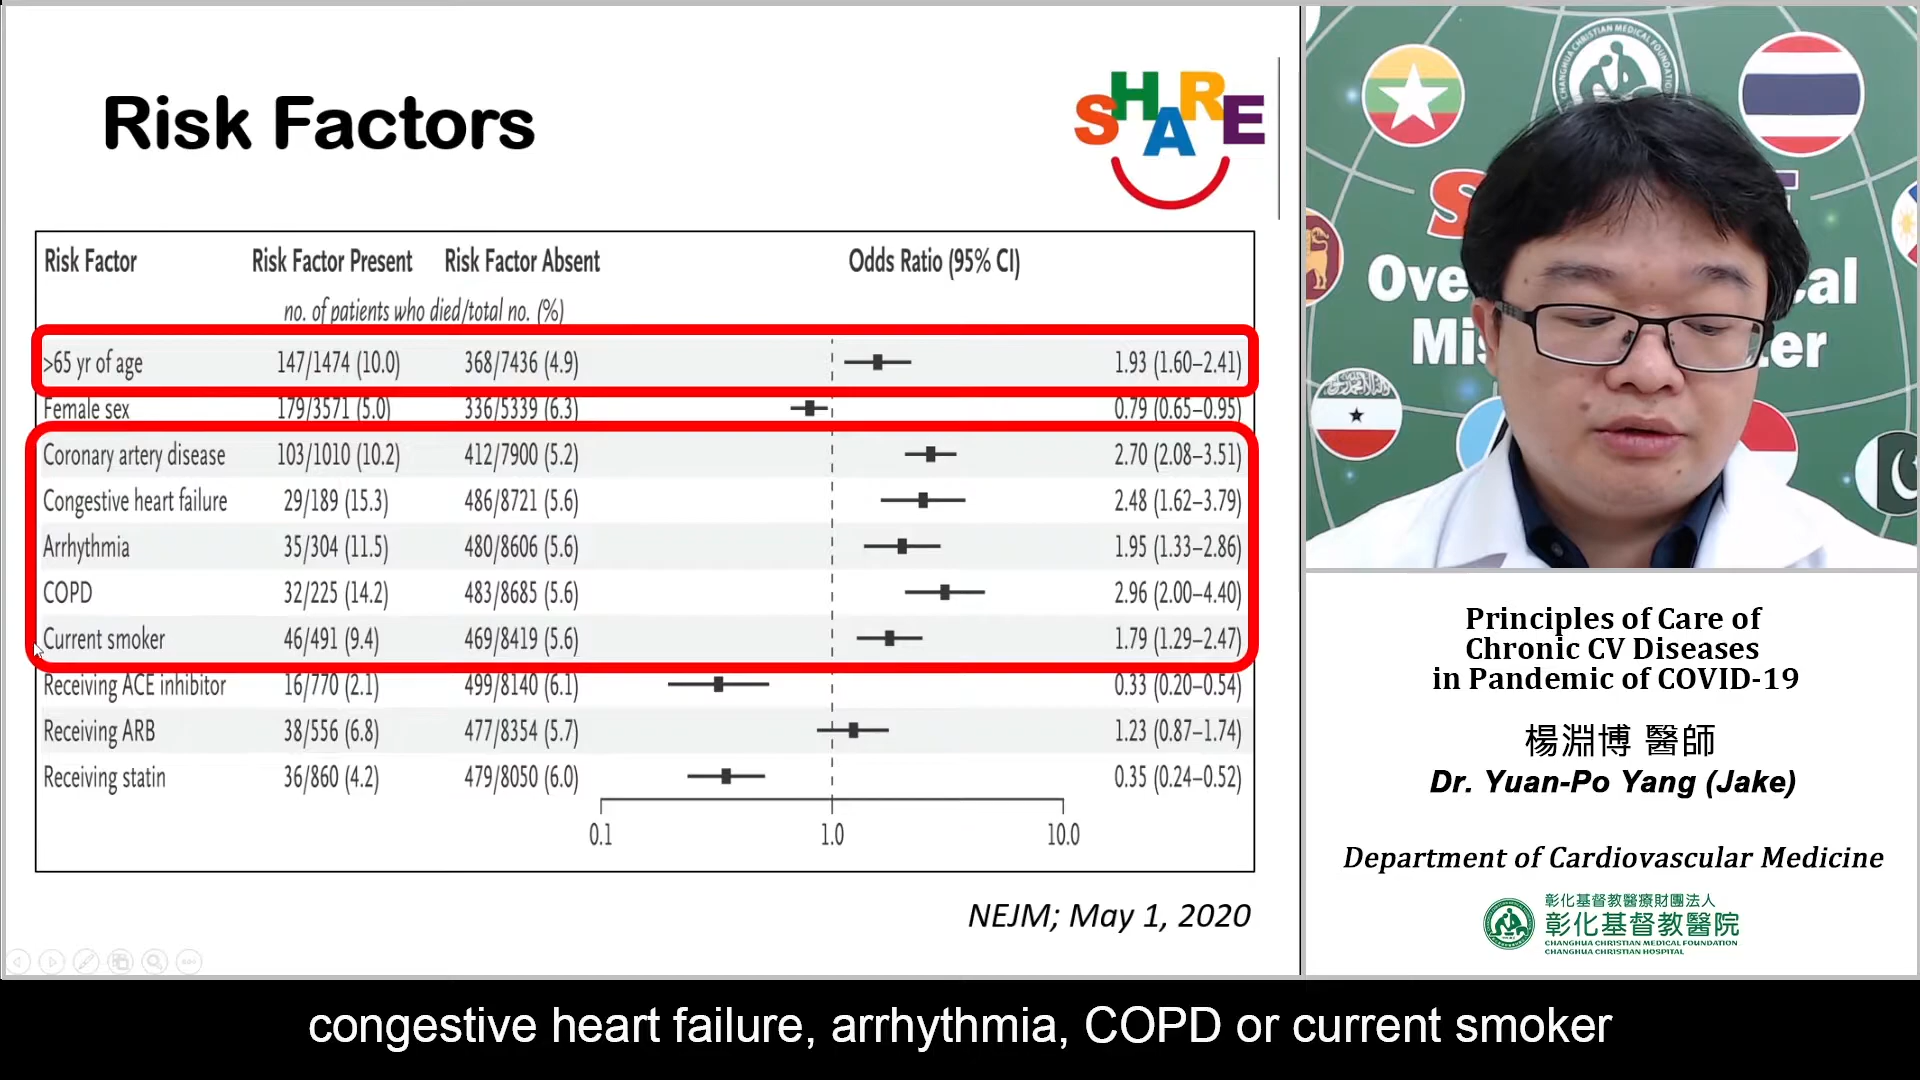 Risk Factors
SHARE
Risk Factor Risk Factor Present Risk Factor Absent Odds Ratio (95% CI)
no. of patients who died/total no. (%)
>65 yr of age 147/1474 (10.0) 368/7436 (4.9) 1.93 (1.60–2.41)
Female sex 179/3571 (5.0) 336/5339 (6.3) 0.79 (0.65–0.95)
Coronary artery disease 103/1010 (10.2) 412/7900 (5.2) 2.70 (2.08–3.51)
Congestive heart failure 29/189 (15.3) 486/8721 (5.6) 2.48 (1.62–3.79)
Arrhythmia 35/304 (11.5) 480/8606 (5.6) 1.95 (1.33–2.86)
COPD 32/225 (14.2) 483/8685 (5.6) 2.96 (2.00–4.40)
Current smoker 46/491 (9.4) 469/8419 (5.6) 1.79 (1.29–2.47)
Receiving ACE inhibitor 16/770 (2.1) 499/8140 (6.1) 0.33 (0.20–0.54)
Receiving ARB 38/556 (6.8) 477/8354 (5.7) 1.23 (0.87–1.74)
Receiving statin 36/860 (4.2) 479/8050 (6.0) 0.35 (0.24–0.52)
0.1 1.0 10.0
NEJM; May 1, 2020
CHANGHUA CHRISTIAN MEDICAL FOUNDATION
S E
Ove cal
Mis ter
Principles of Care of
Chronic CV Diseases
in Pandemic of COVID-19
楊淵博 醫師
Dr. Yuan-Po Yang (Jake)
Department of Cardiovascular Medicine
彰化基督教醫療財團法人
彰化基督教醫院
CHANGHUA CHRISTIAN MEDICAL FOUNDATION
CHANGHUA CHRISTIAN HOSPITAL
congestive heart failure, arrhythmia, COPD or current smoker